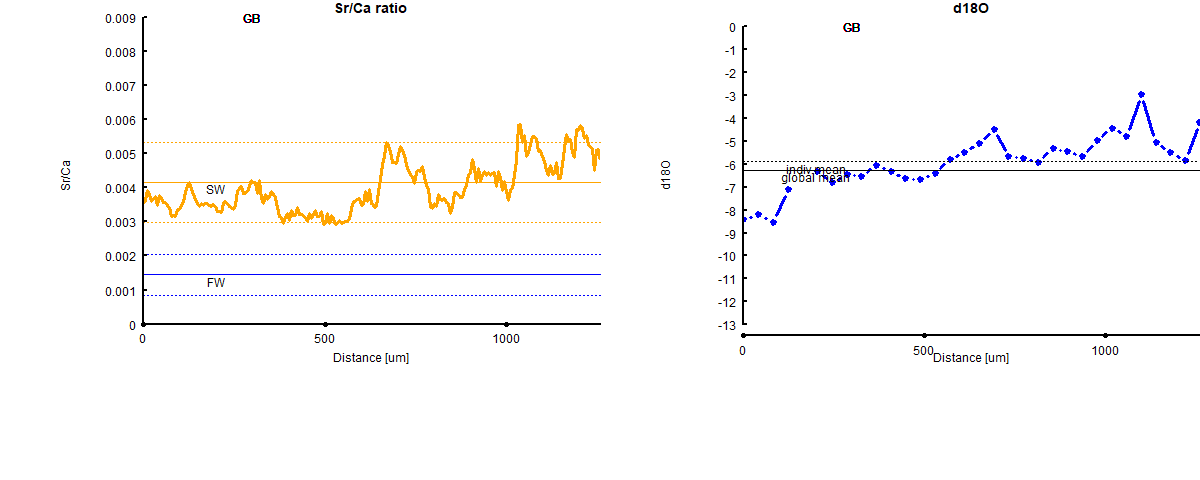 Sr/Ca ratio
GB
0.009
0.008
0.007
0.006
0.005
0.004
0.003
0.002
0.001
0
Sr/Ca
SW
FW
0
500
1000
Distance [um]
d18O
GB
0
-1
-2
-3
-4
-5
-6
-7
-8
-9
-10
-11
-12
-13
d18O
indiv.mean
global mean
0
500
1000
Distance [um]